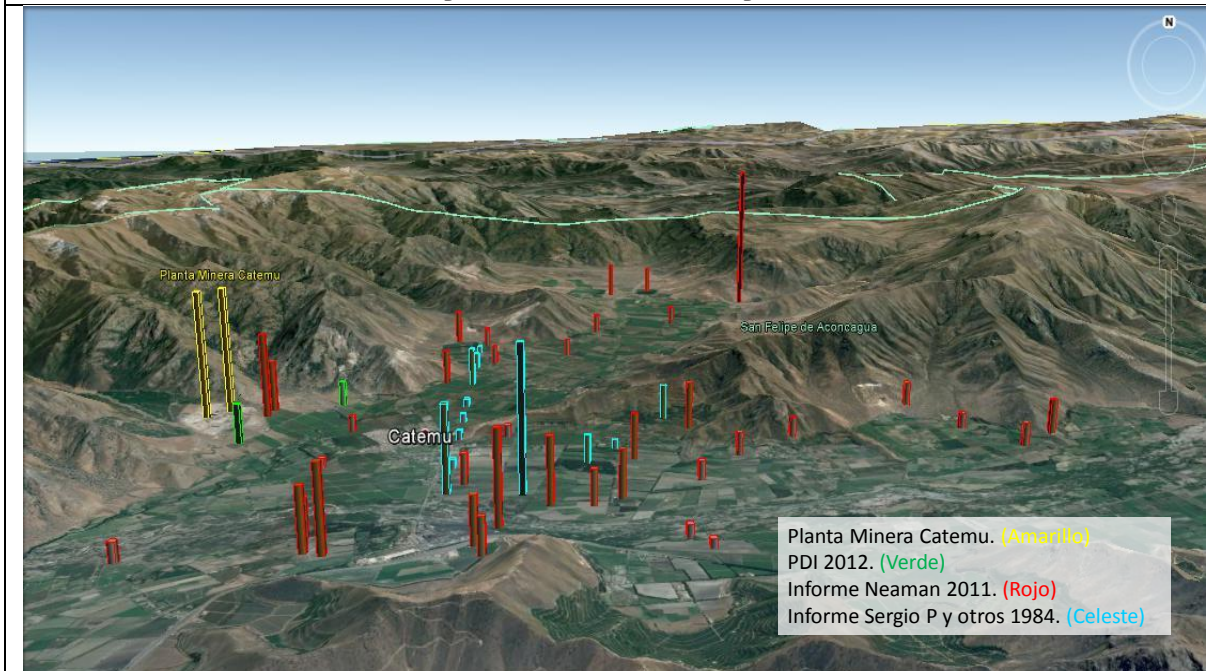 N
Planta Minera Catemu
San Felipe de Aconcagua
Catemu
Planta Minera Catemu. (Amarillo)
PDI 2012. (Verde)
Informe Neaman 2011. (Rojo)
Informe Sergio P y otros 1984. (Celeste)